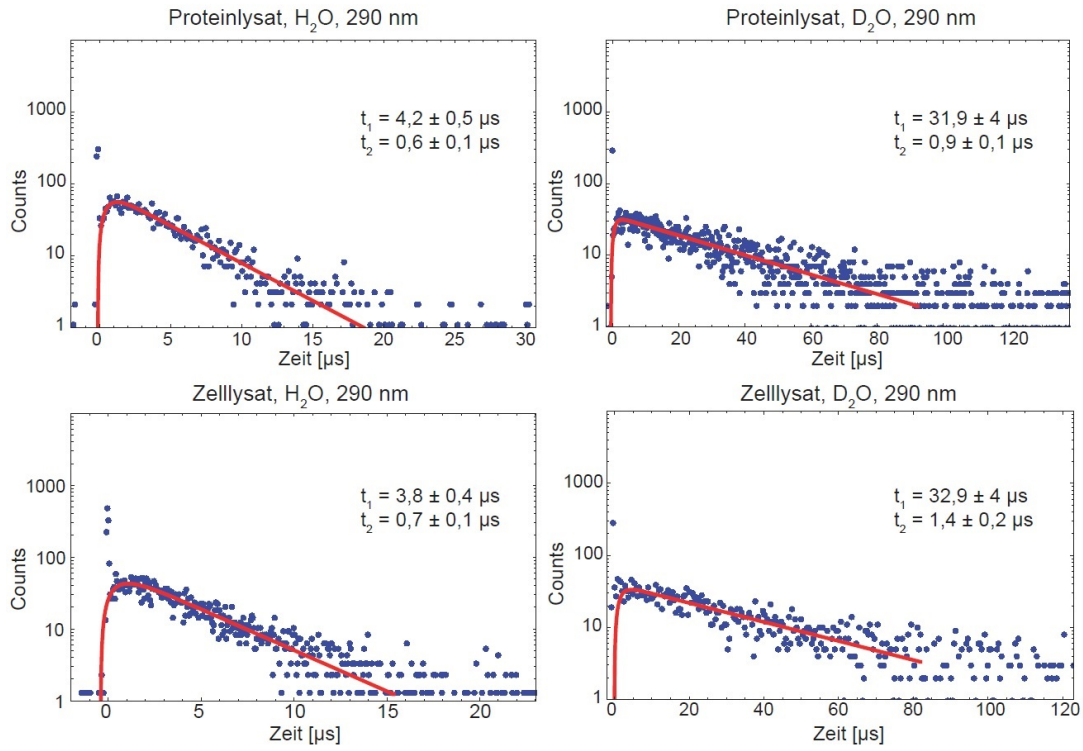 Proteinlysat, H₂O, 290 nm
1000
100
10
1
Counts
t₁ = 4,2 ± 0,5 µs
t₂ = 0,6 ± 0,1 µs
0 5 10 15 20 25 30
Zeit [µs]
Proteinlysat, D₂O, 290 nm
1000
100
10
1
Counts
t₁ = 31,9 ± 4 µs
t₂ = 0,9 ± 0,1 µs
0 20 40 60 80 100 120
Zeit [µs]
Zelllysat, H₂O, 290 nm
1000
100
10
1
Counts
t₁ = 3,8 ± 0,4 µs
t₂ = 0,7 ± 0,1 µs
0 5 10 15 20
Zeit [µs]
Zelllysat, D₂O, 290 nm
1000
100
10
1
Counts
t₁ = 32,9 ± 4 µs
t₂ = 1,4 ± 0,2 µs
0 20 40 60 80 100 120
Zeit [µs]